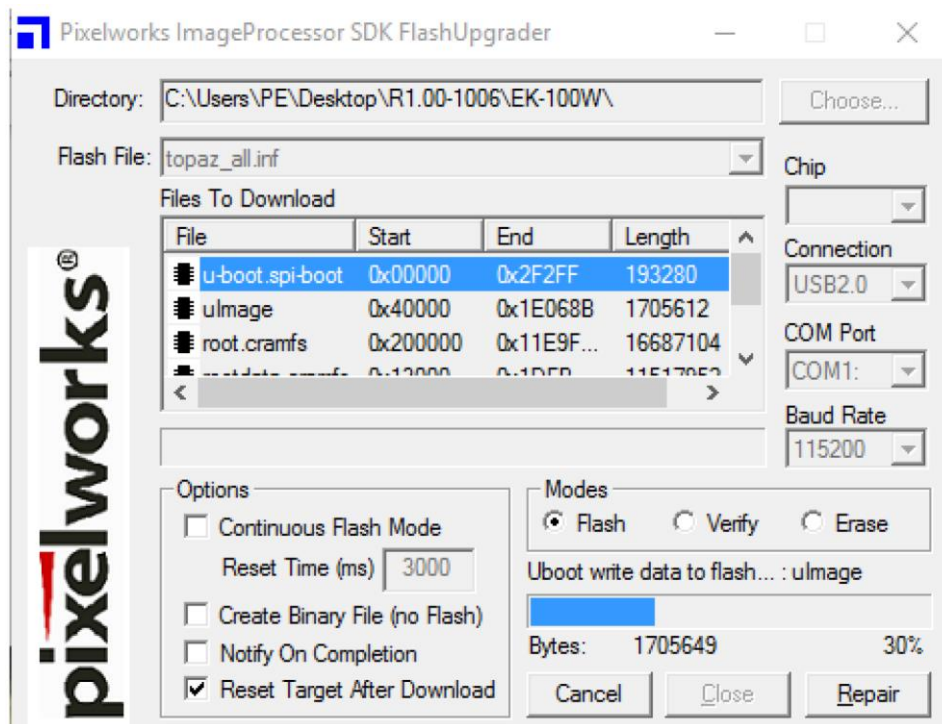 Pixelworks ImageProcessor SDK FlashUpgrader
Directory: C:\Users\PE\Desktop\R1.00-1006\EK-100W\ Choose...
Flash File: topaz_all.inf
Chip
Files To Download
File Start End Length
u-boot.spi-boot 0x00000 0x2F2FF 193280
uImage 0x40000 0x1E068B 1705612
root.cramfs 0x200000 0x11E9F... 16687104
Connection
USB2.0
COM Port
COM1:
Baud Rate
115200
pixelworks®
Options
Continuous Flash Mode
Reset Time (ms) 3000
Create Binary File (no Flash)
Notify On Completion
Reset Target After Download
Modes
Flash Verify Erase
Uboot write data to flash... : uImage
Bytes: 1705649 30%
Cancel Close Repair